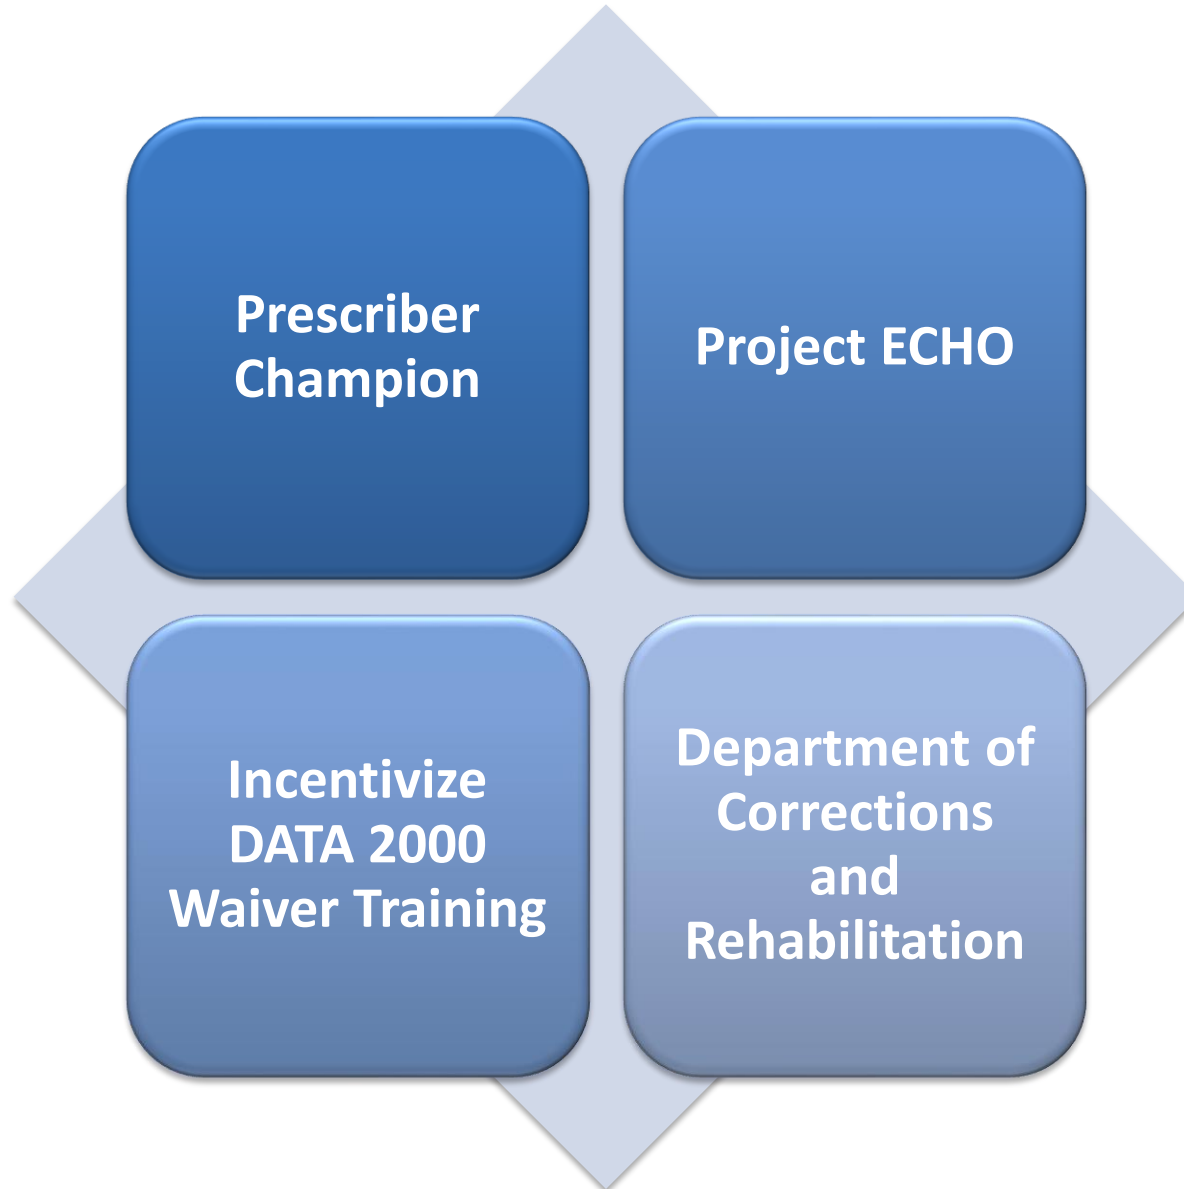 Prescriber
Champion
Project ECHO
Incentivize
DATA 2000
Waiver Training
Department of
Corrections
and
Rehabilitation